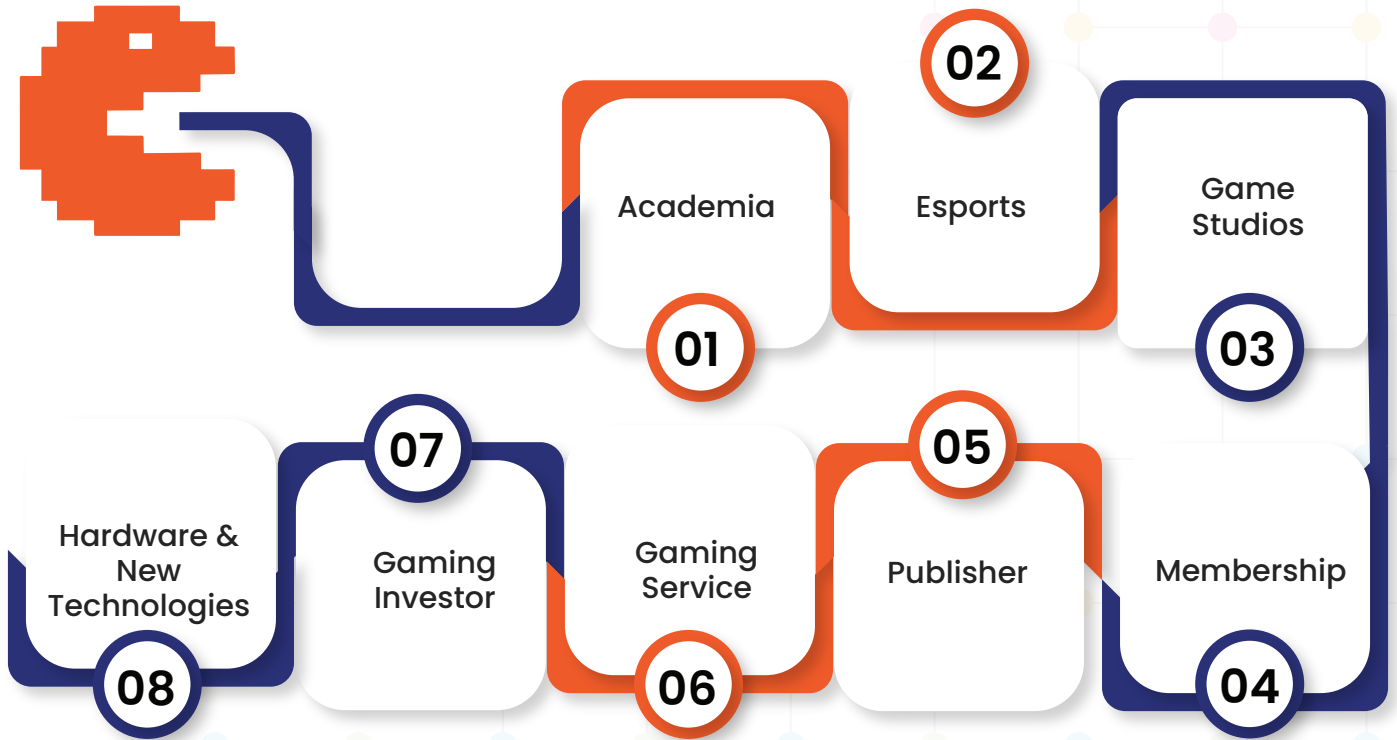 02
Academia
Esports
Game
Studios
01
03
07
05
Hardware &
New
Technologies
Gaming
Investor
Gaming
Service
Publisher
Membership
08
06
04